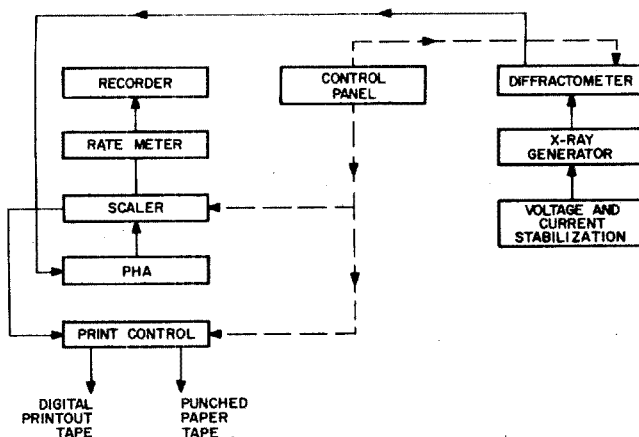 RECORDER
CONTROL
PANEL
DIFFRACTOMETER
RATE METER
X-RAY
GENERATOR
SCALER
VOLTAGE AND
CURRENT
STABILIZATION
PHA
PRINT CONTROL
DIGITAL
PRINTOUT
TAPE
PUNCHED
PAPER
TAPE